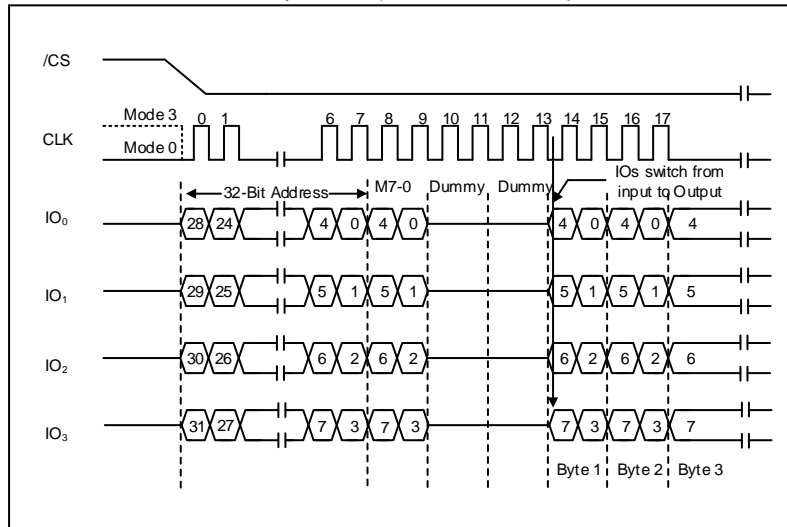 /CS
Mode 3
0 1 6 7 8 9 10 11 12 13 14 15 16 17
CLK
Mode 0
32-Bit Address M7-0 Dummy Dummy
IOs switch from
input to Output
IO0 28 24 4 0 4 0 4 0 4 0 4
IO1 29 25 5 1 5 1 5 1 5 1 5
IO2 30 26 6 2 6 2 6 2 6 2 6
IO3 31 27 7 3 7 3 7 3 7 3 7
Byte 1 Byte 2 Byte 3